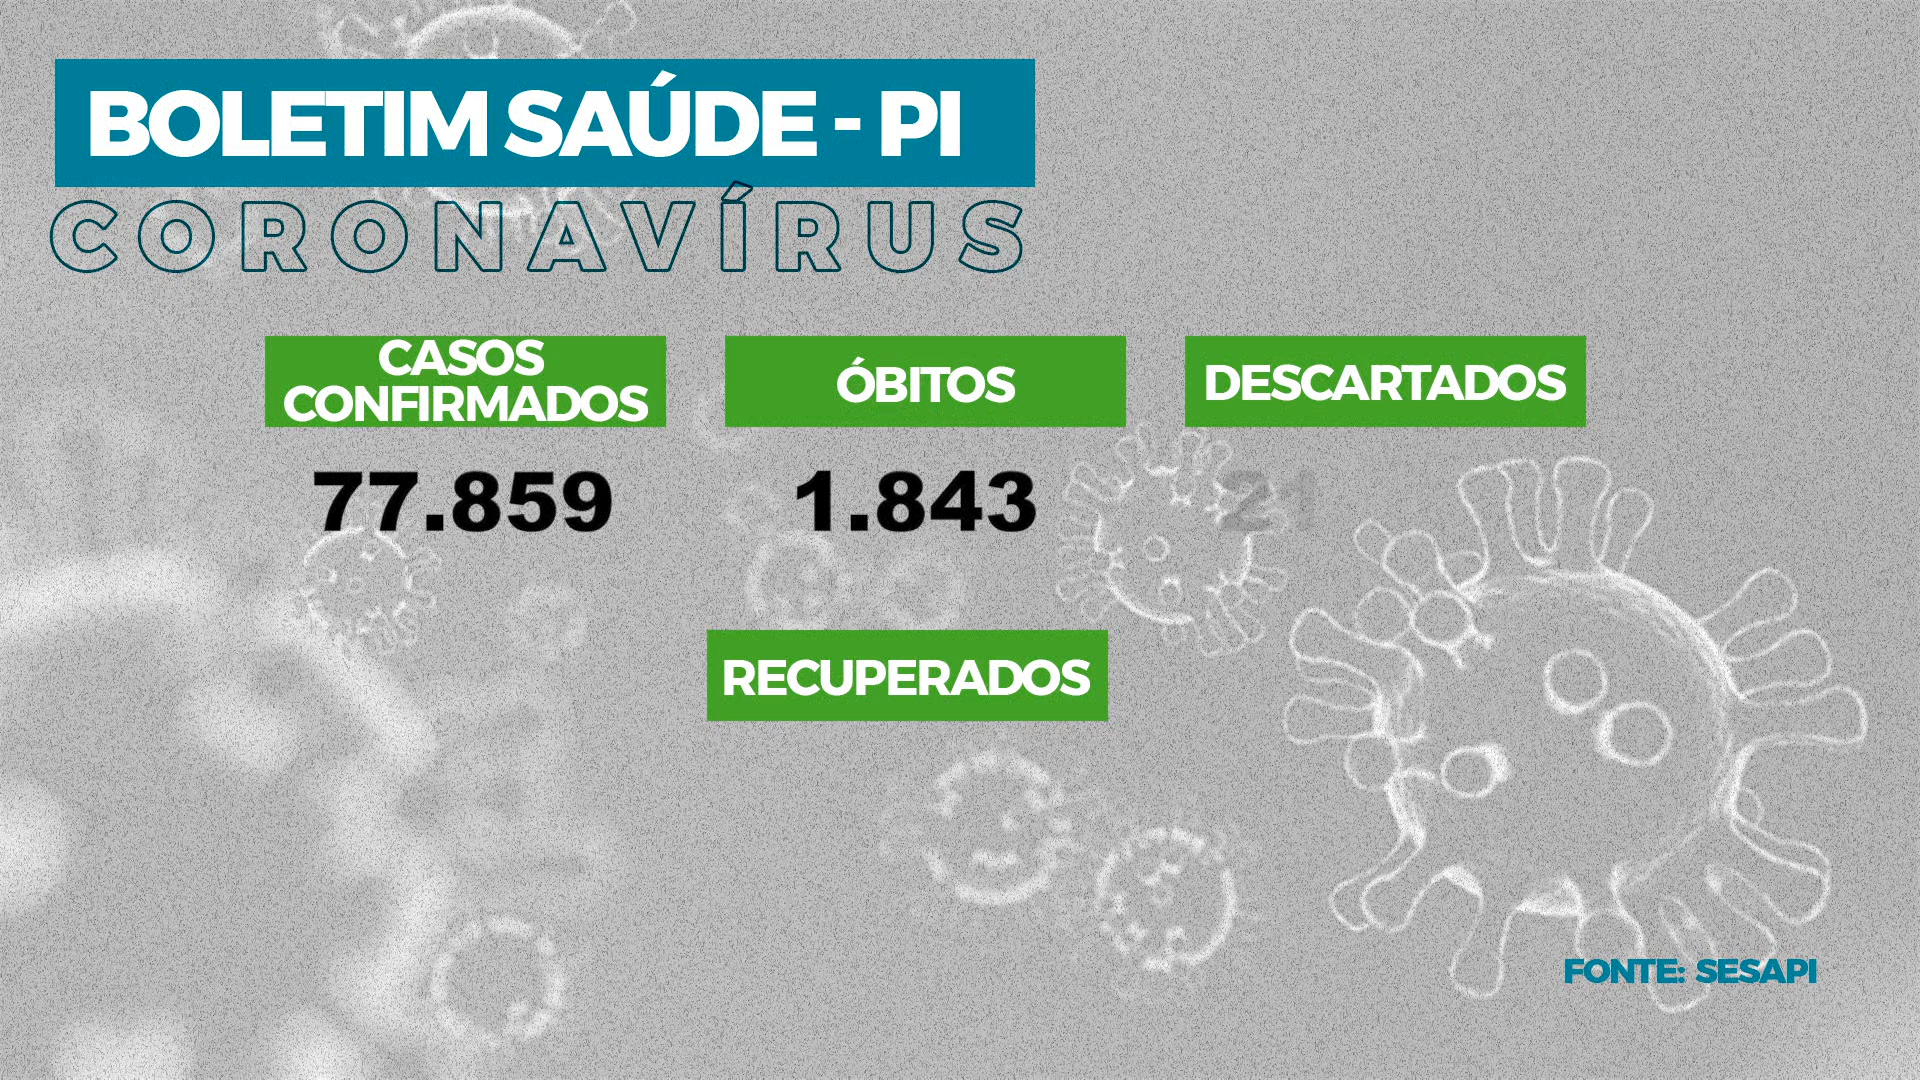 BOLETIM SAÚDE - PI
CORONAVÍRUS
CASOS
CONFIRMADOS
ÓBITOS
DESCARTADOS
77.859
1.843
RECUPERADOS
FONTE: SESAPI